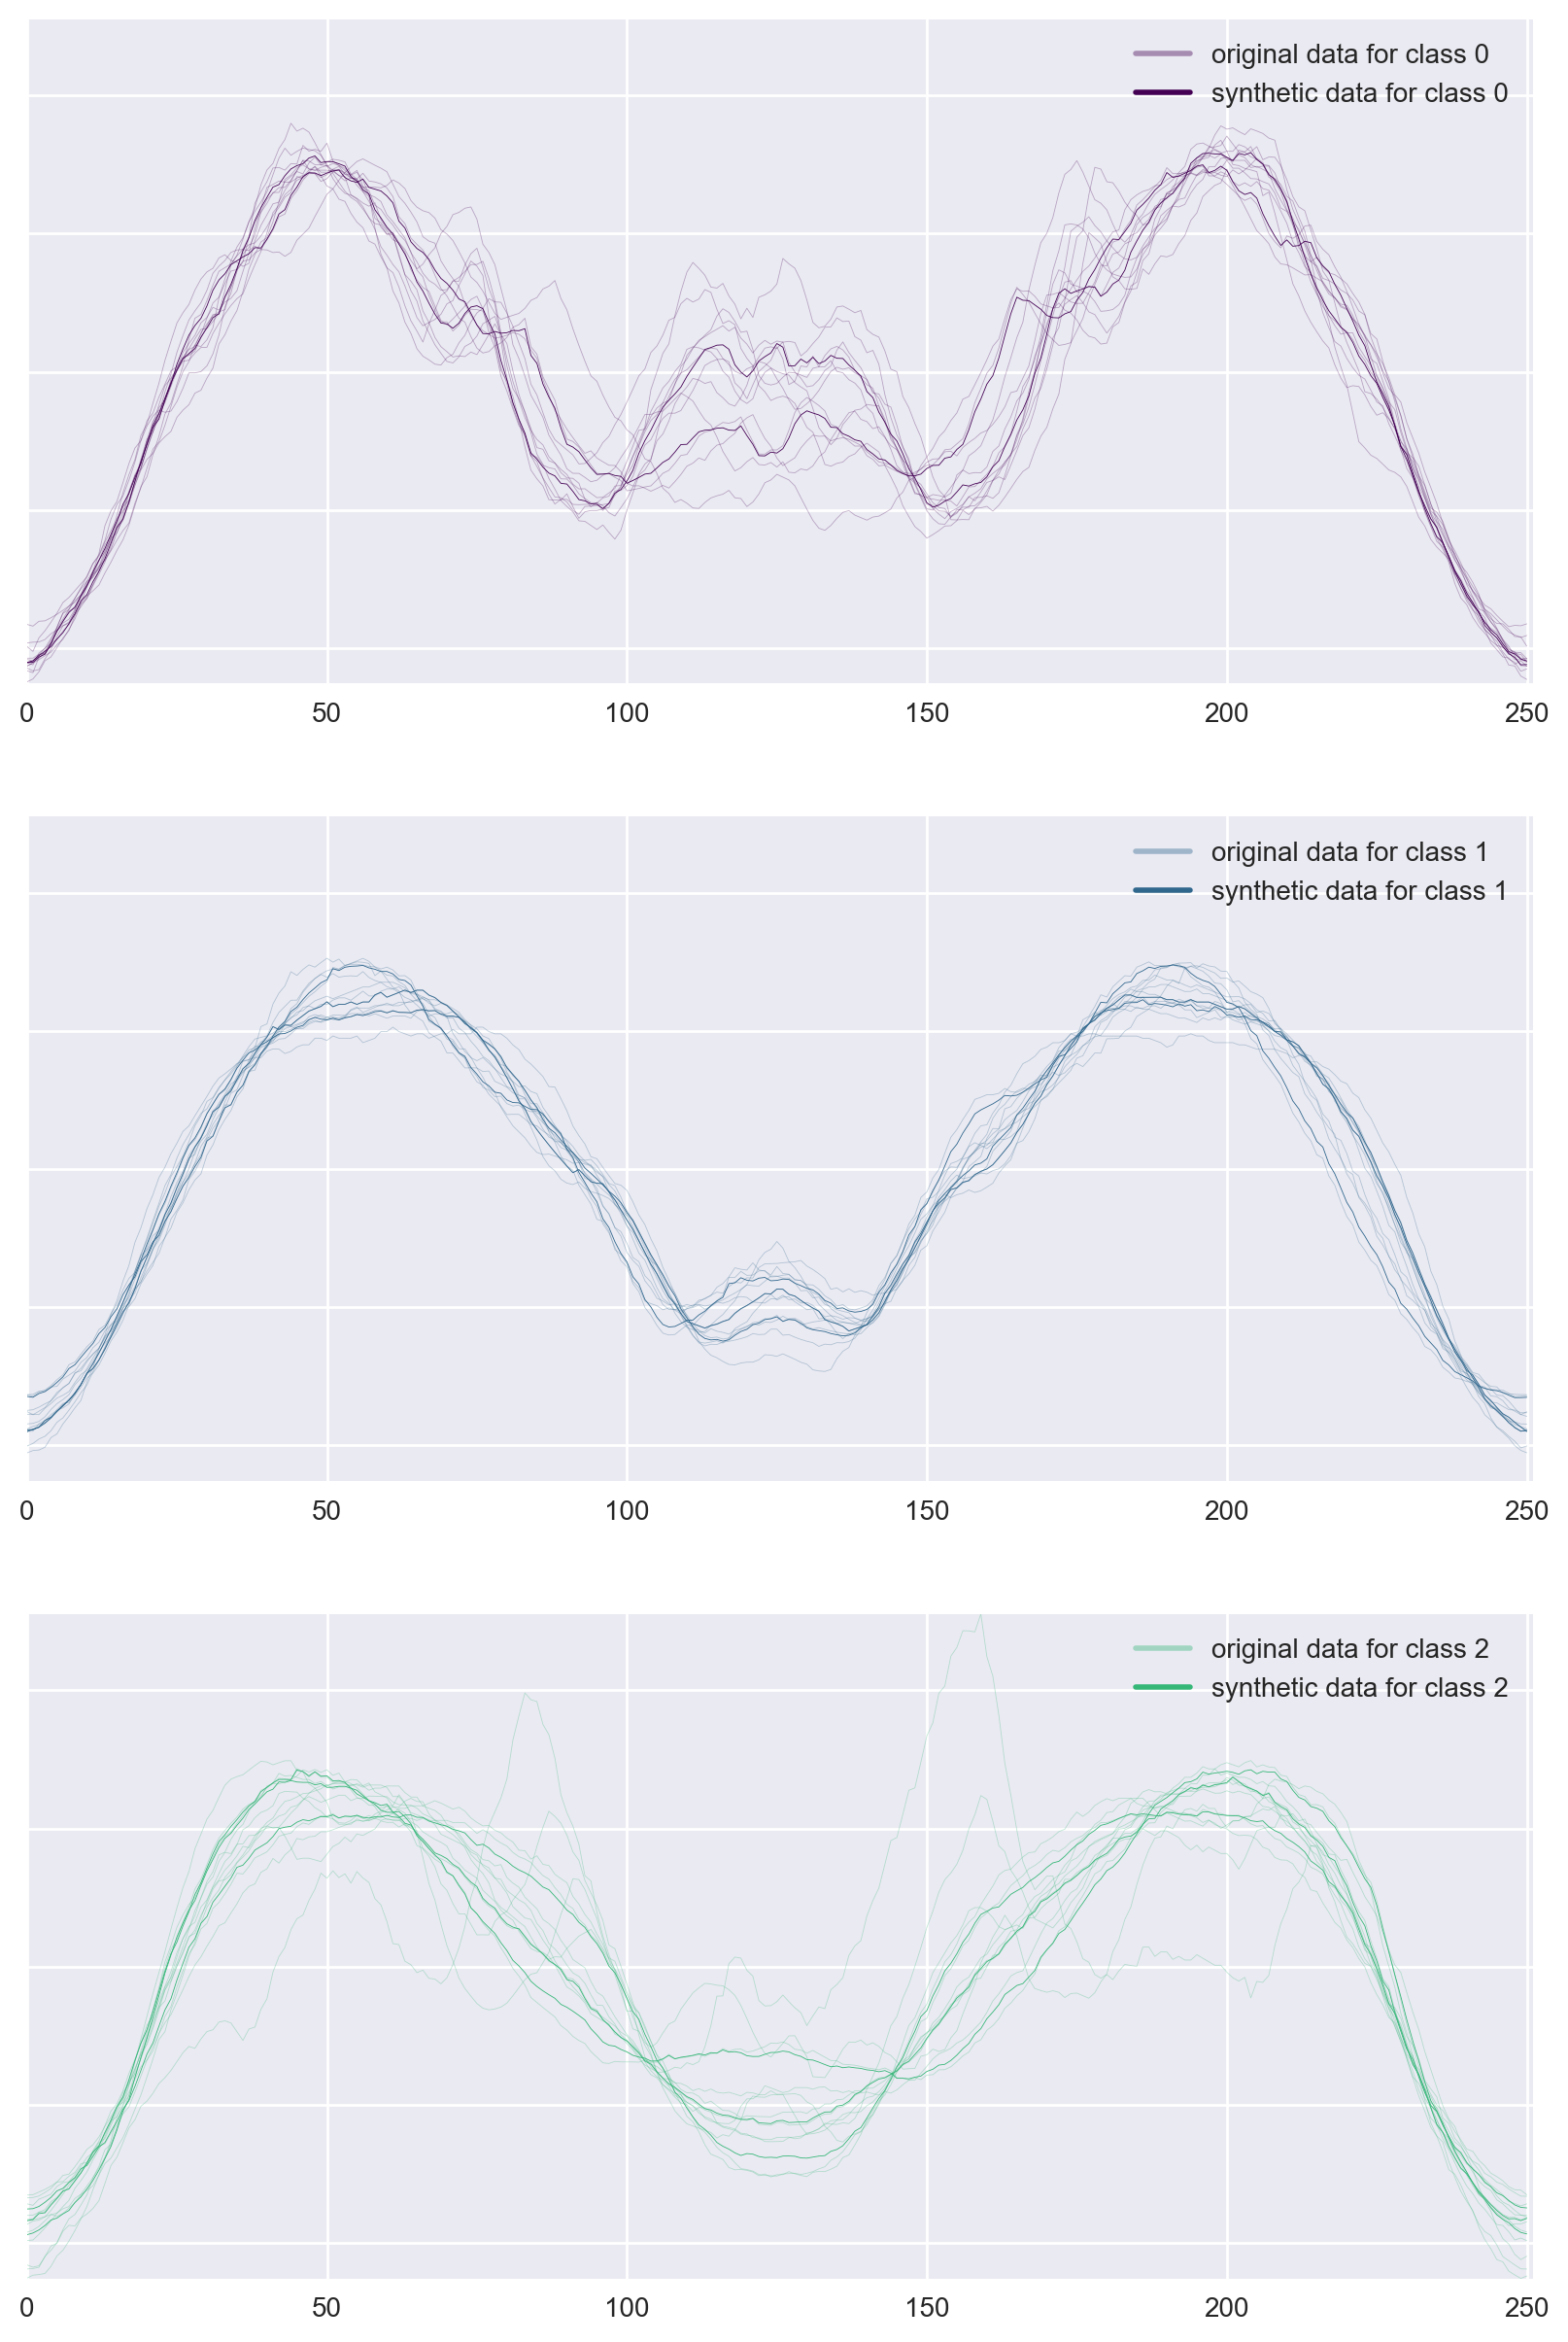 original data for class 0
synthetic data for class 0
0 50 100 150 200 250
original data for class 1
synthetic data for class 1
0 50 100 150 200 250
original data for class 2
synthetic data for class 2
0 50 100 150 200 250